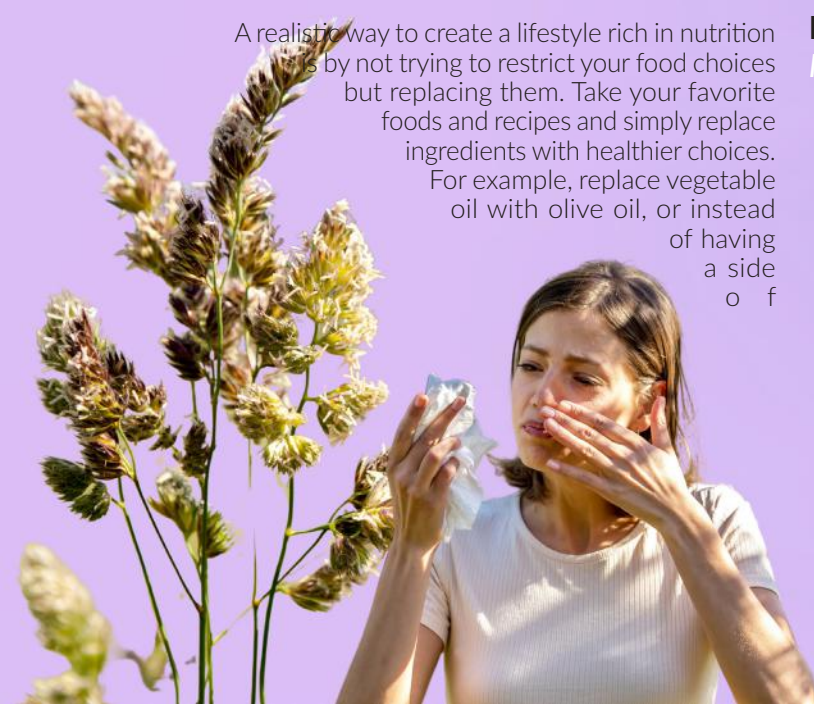 A realistic way to create a lifestyle rich in nutrition
is by not trying to restrict your food choices
but replacing them. Take your favorite
foods and recipes and simply replace
ingredients with healthier choices.
For example, replace vegetable
oil with olive oil, or instead
of having
a side
o f